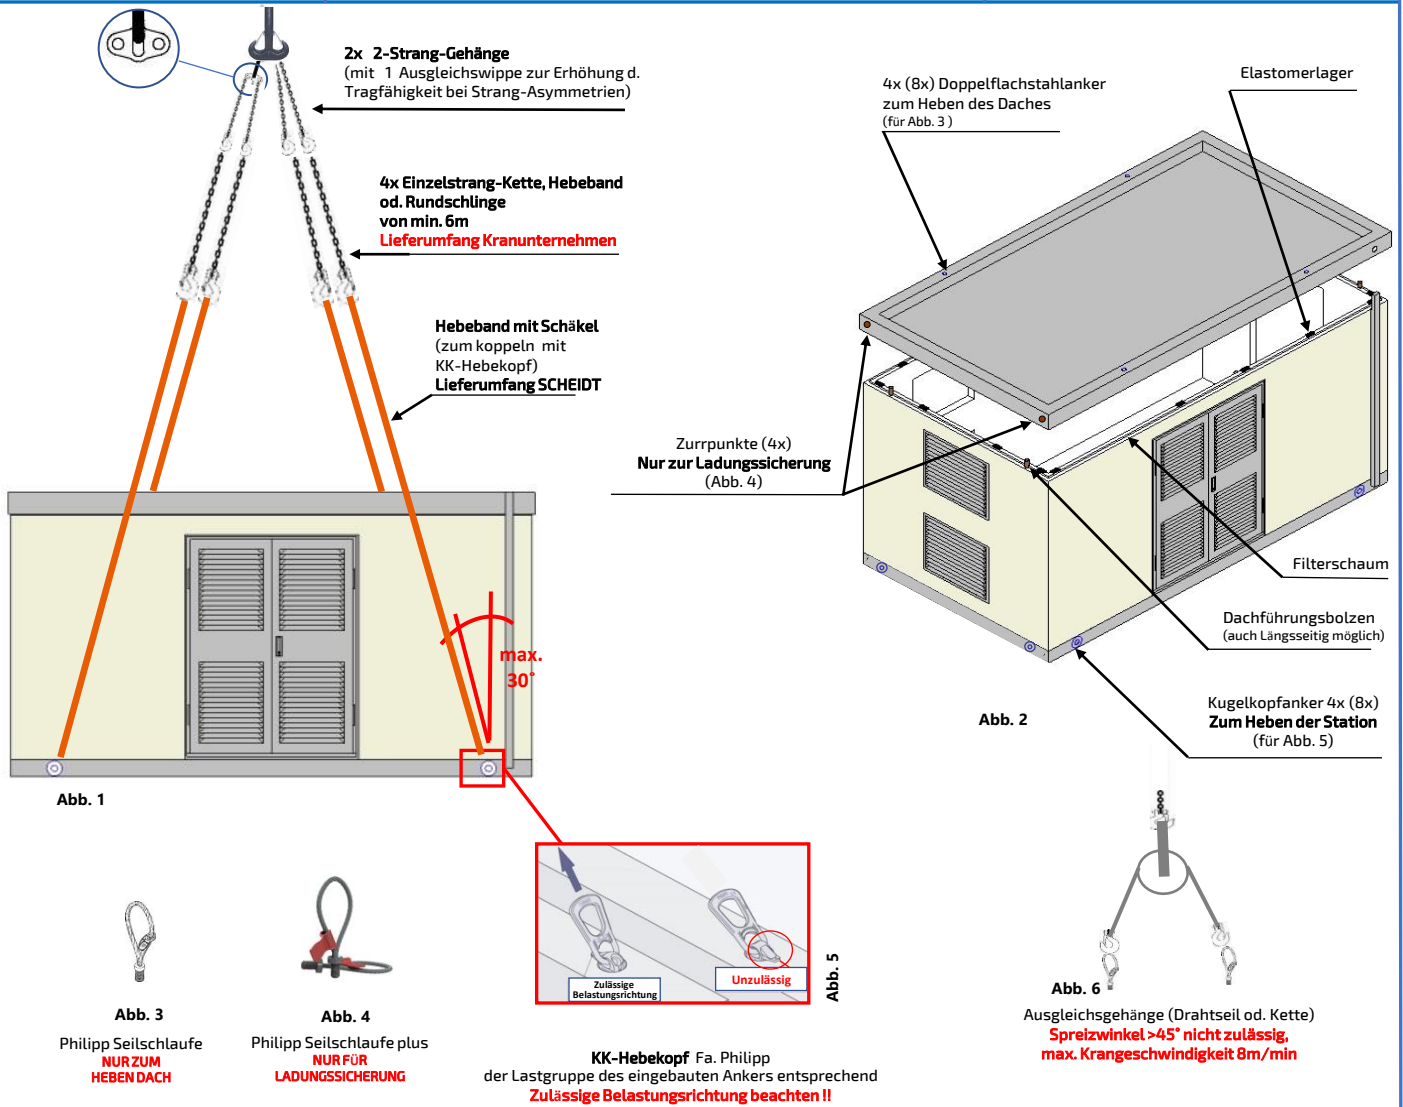 2x 2-Strang-Gehänge
(mit 1 Ausgleichswippe zur Erhöhung d.
Tragfähigkeit bei Strang-Asymmetrien)
4x Einzelstrang-Kette, Hebeband
od. Rundschlinge
von min. 6m
Lieferumfang Kranunternehmen
Hebeband mit Schäkel
(zum koppeln mit
KK-Hebekopf)
Lieferumfang SCHEIDT
max.
30°
Abb. 1
4x (8x) Doppelflachstahlanker
zum Heben des Daches
(für Abb. 3 )
Elastomerlager
Zurrpunkte (4x)
Nur zur Ladungssicherung
(Abb. 4)
Filterschaum
Dachführungsbolzen
(auch Längsseitig möglich)
Kugelkopfanker 4x (8x)
Zum Heben der Station
(für Abb. 5)
Abb. 2
Abb. 3
Philipp Seilschlaufe
NUR ZUM
HEBEN DACH
Abb. 4
Philipp Seilschlaufe plus
NUR FÜR
LADUNGSSICHERUNG
Zulässige
Belastungsrichtung
Unzulässig
Abb. 5
KK-Hebekopf Fa. Philipp
der Lastgruppe des eingebauten Ankers entsprechend
Zulässige Belastungsrichtung beachten !!
Abb. 6
Ausgleichsgehänge (Drahtseil od. Kette)
Spreizwinkel >45° nicht zulässig,
max. Krangeschwindigkeit 8m/min